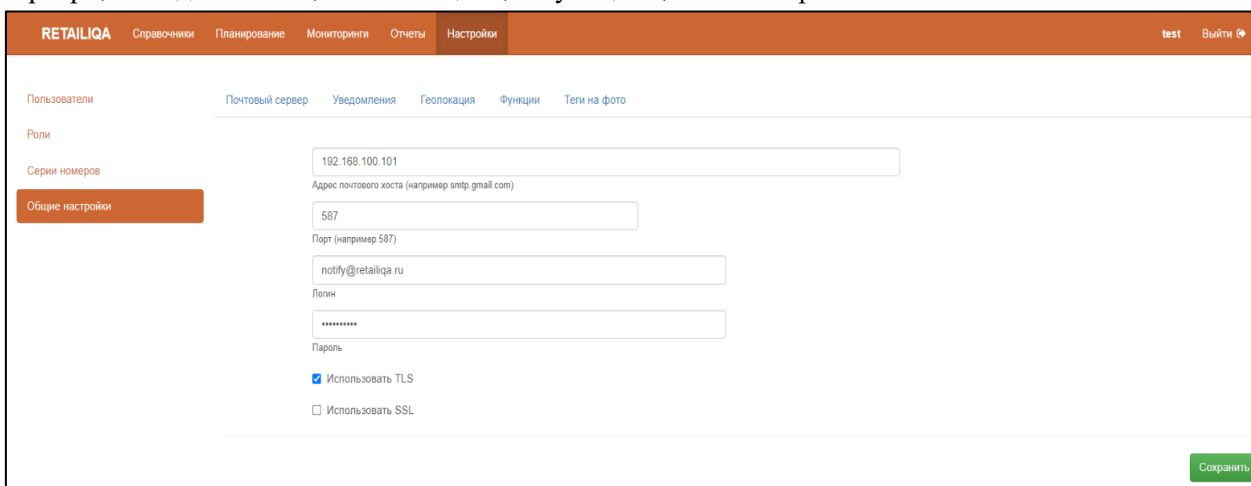 RETAILIQA Справочники Планирование Мониторинги Отчеты Настройки test Выйти
Пользователи Почтовый сервер Уведомления Геолокация Функции Теги на фото
Роли
192.168.100.101
Серии номеров
Адрес почтового хоста (например smtp.gmail.com)
Общие настройки
587
Порт (например 587)
notify@retailiqa.ru
Логин
••••••••••
Пароль
Использовать TLS
Использовать SSL
Сохранить